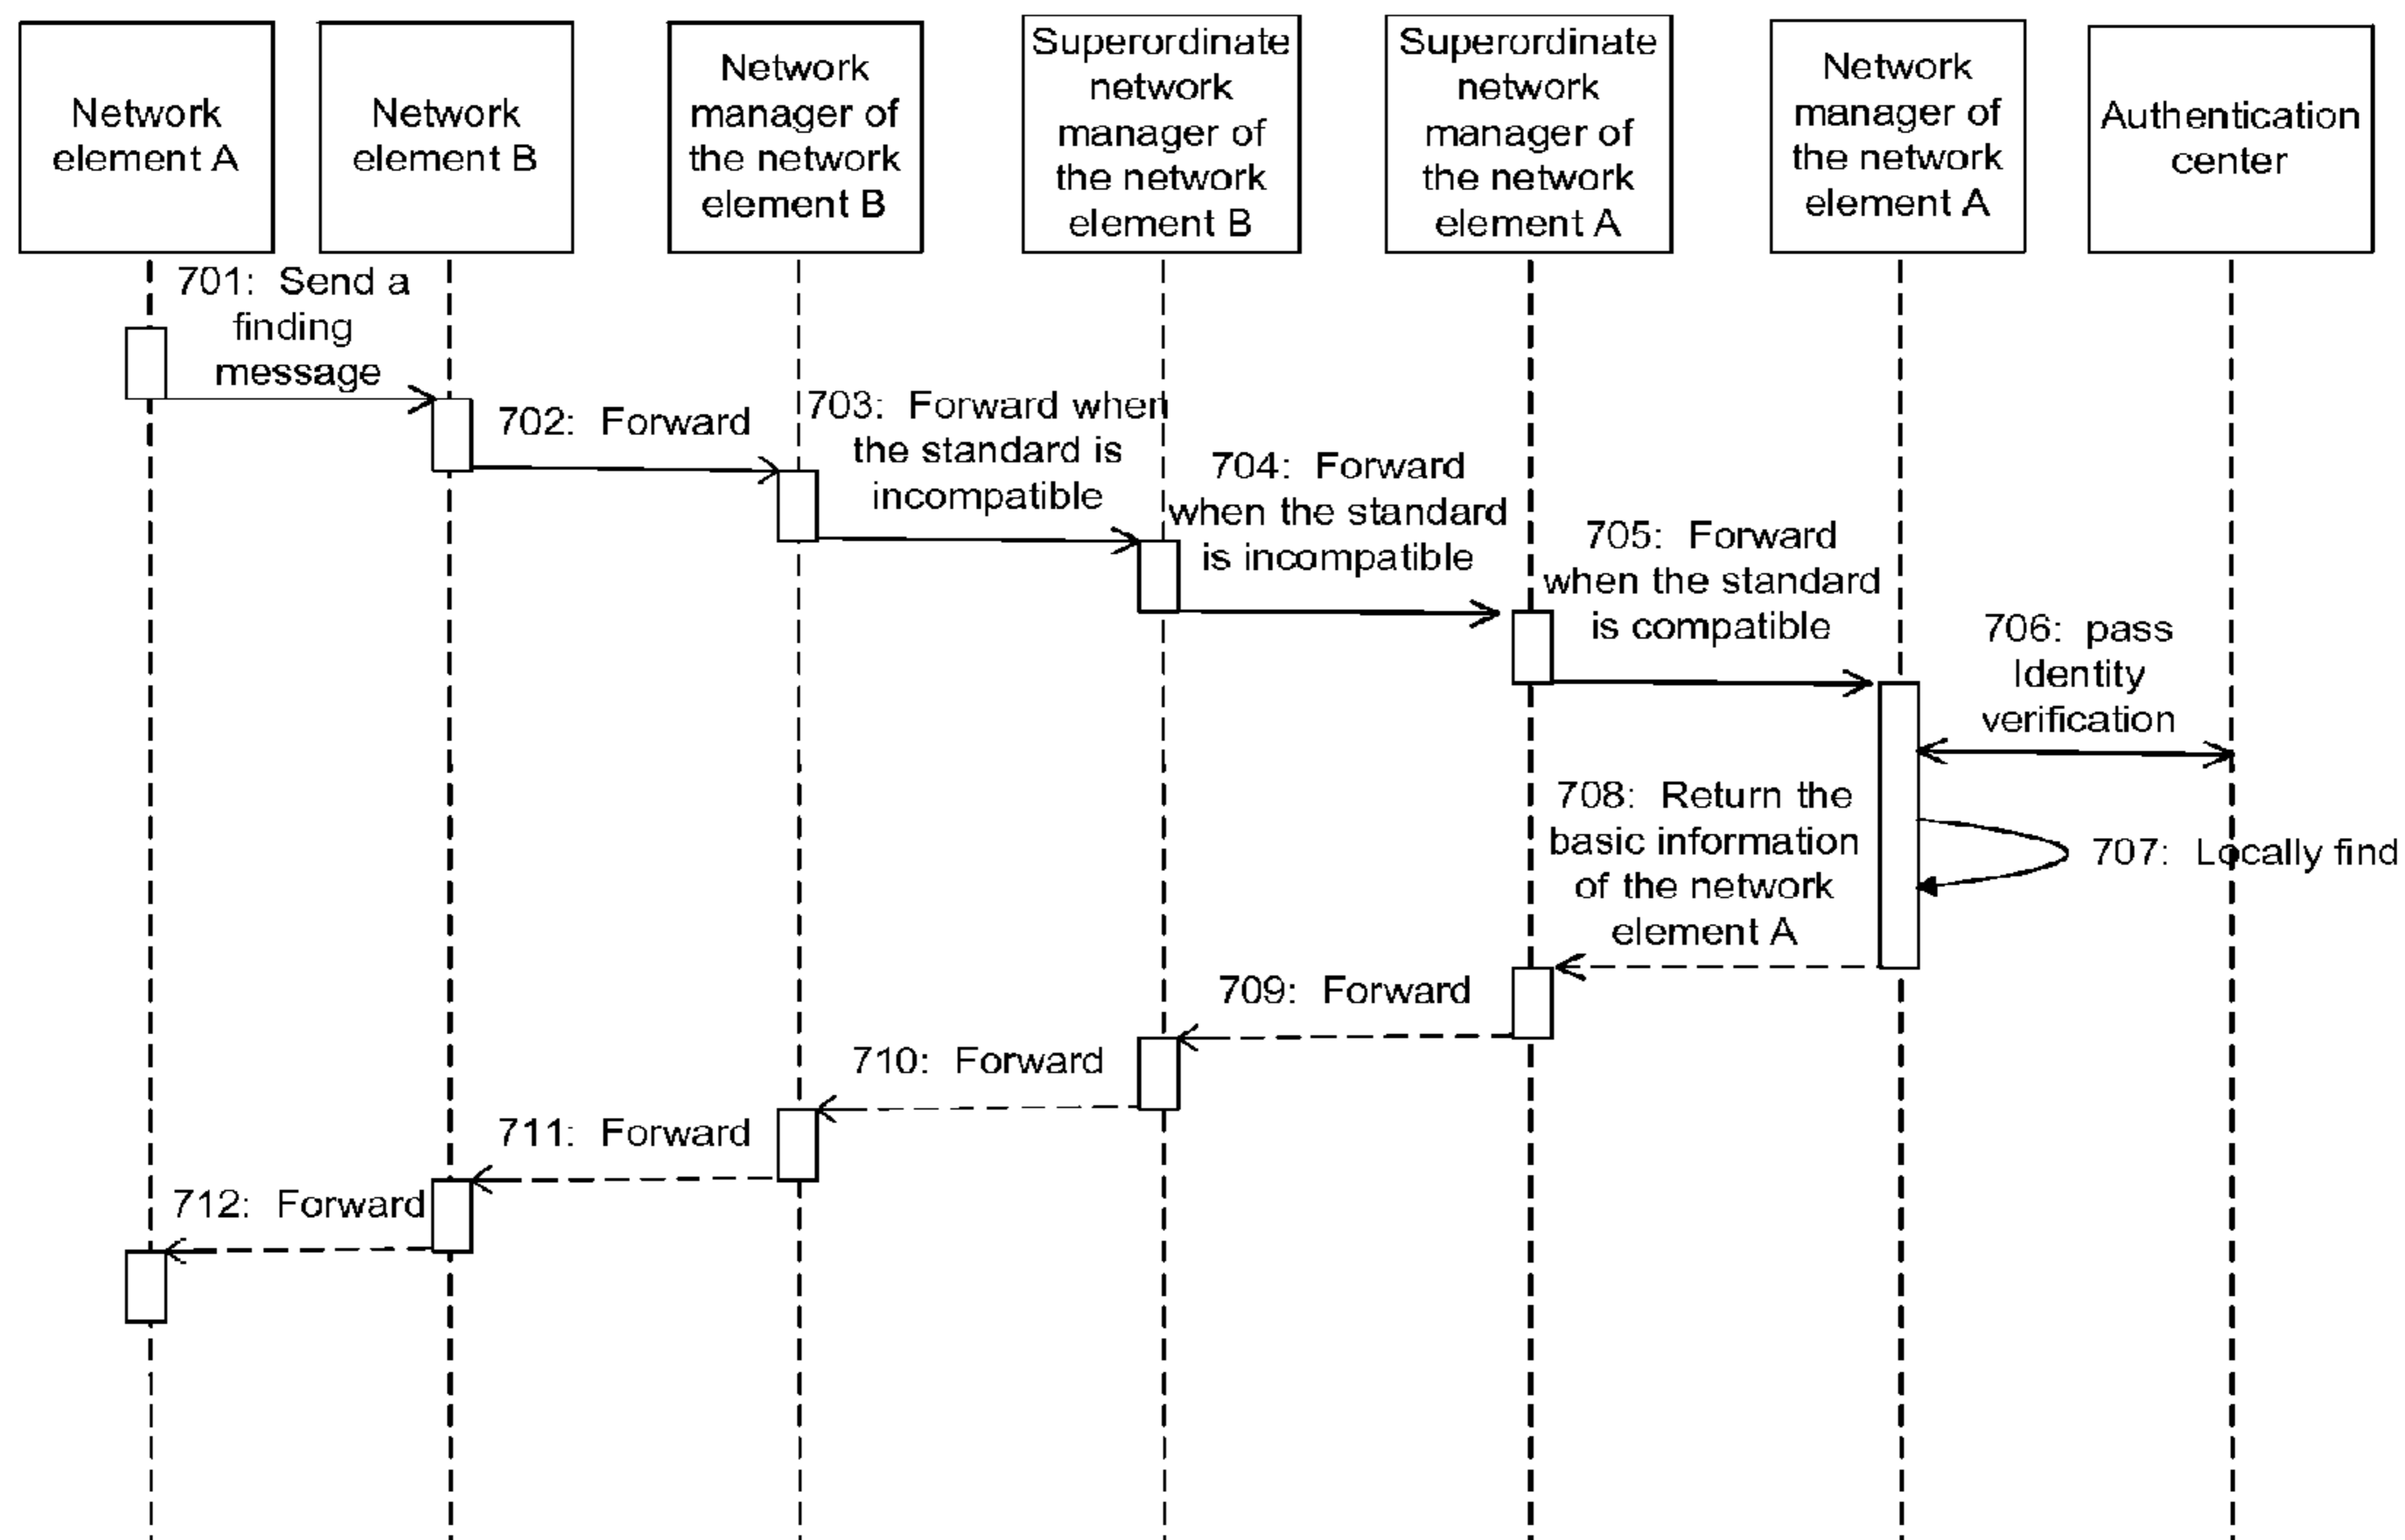 Network
element A
Network
element B
Network
manager of
the network
element B
Superordinate
network
manager of
the network
element B
Superordinate
network
manager of
the network
element A
Network
manager of
the network
element A
Authentication
center
701: Send a
finding
message
702: Forward
703: Forward when
the standard is
incompatible
704: Forward
when the standard
is incompatible
705: Forward
when the standard
is compatible
706: pass
Identity
verification
707: Locally find
708: Return the
basic information
of the network
element A
709: Forward
710: Forward
711: Forward
712: Forward